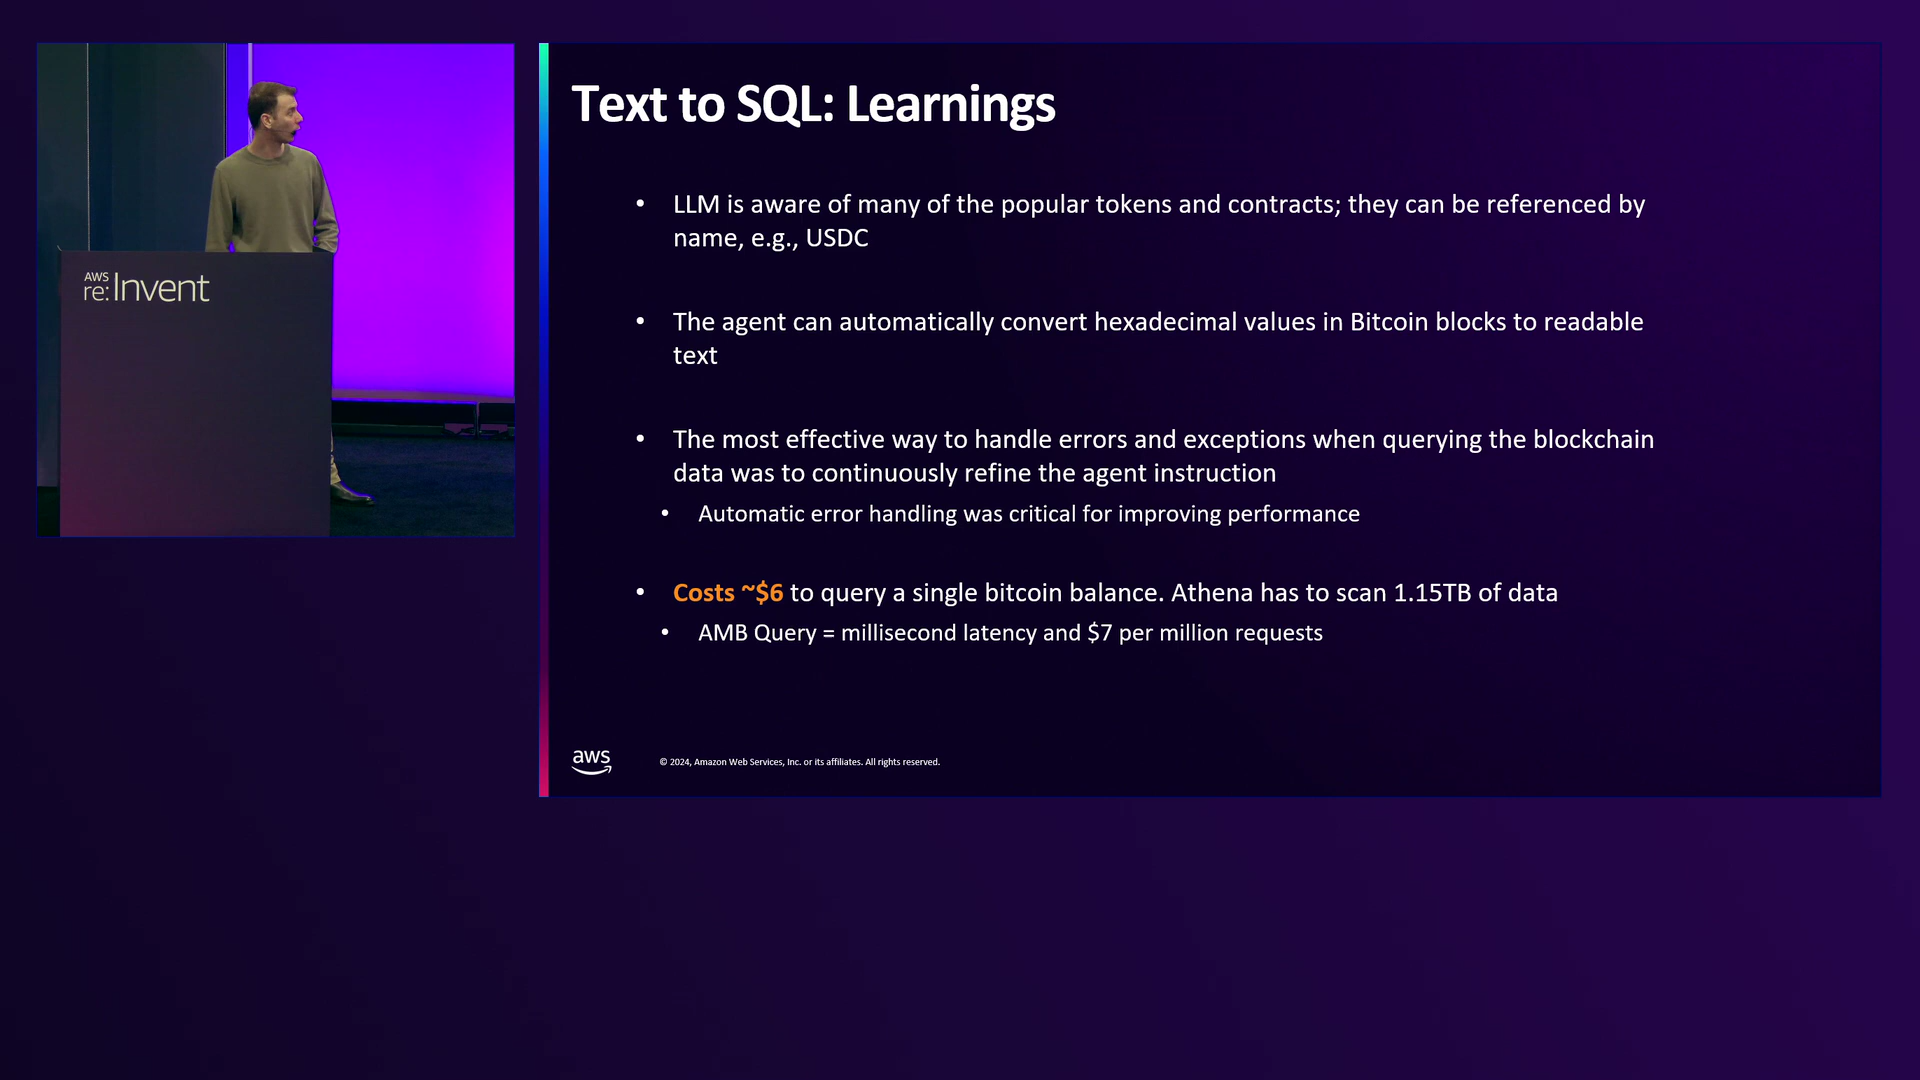 AWS
re:Invent
Text to SQL: Learnings
• LLM is aware of many of the popular tokens and contracts; they can be referenced by
name, e.g., USDC
• The agent can automatically convert hexadecimal values in Bitcoin blocks to readable
text
• The most effective way to handle errors and exceptions when querying the blockchain
data was to continuously refine the agent instruction
• Automatic error handling was critical for improving performance
• Costs ~$6 to query a single bitcoin balance. Athena has to scan 1.15TB of data
• AMB Query = millisecond latency and $7 per million requests
aws
© 2024, Amazon Web Services, Inc. or its affiliates. All rights reserved.